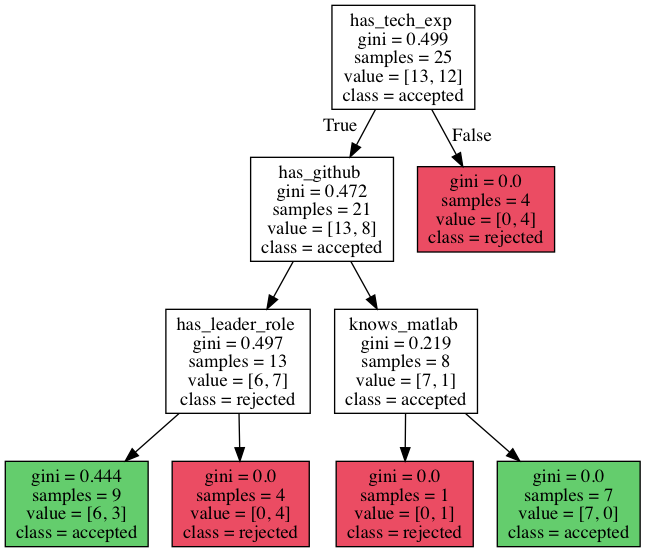 has_tech_exp
gini = 0.499
samples = 25
value = [13, 12]
class = accepted
True
False
has_github
gini = 0.472
samples = 21
value = [13, 8]
class = accepted
gini = 0.0
samples = 4
value = [0, 4]
class = rejected
has_leader_role
gini = 0.497
samples = 13
value = [6, 7]
class = rejected
knows_matlab
gini = 0.219
samples = 8
value = [7, 1]
class = accepted
gini = 0.444
samples = 9
value = [6, 3]
class = accepted
gini = 0.0
samples = 4
value = [0, 4]
class = rejected
gini = 0.0
samples = 1
value = [0, 1]
class = rejected
gini = 0.0
samples = 7
value = [7, 0]
class = accepted